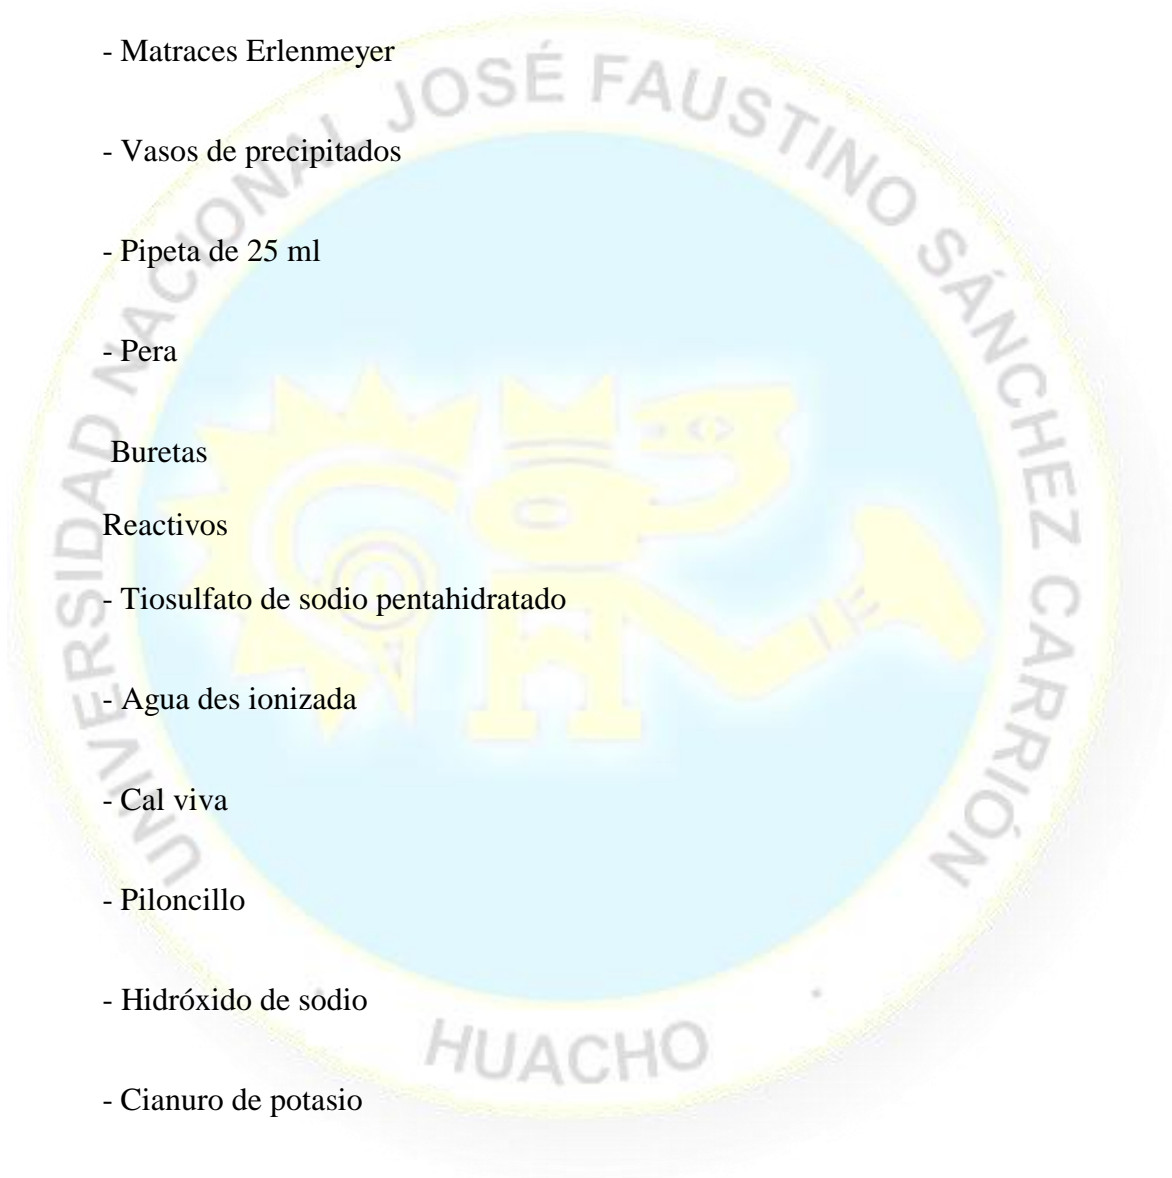 - Matraces Erlenmeyer
- Vasos de precipitados
- Pipeta de 25 ml
- Pera
Buretas
Reactivos
- Tiosulfato de sodio pentahidratado
- Agua des ionizada
- Cal viva
- Piloncillo
- Hidróxido de sodio
- Cianuro de potasio
UNIVERSIDAD NACIONAL JOSÉ FAUSTINO SÁNCHEZ CARRIÓN
HUACHO